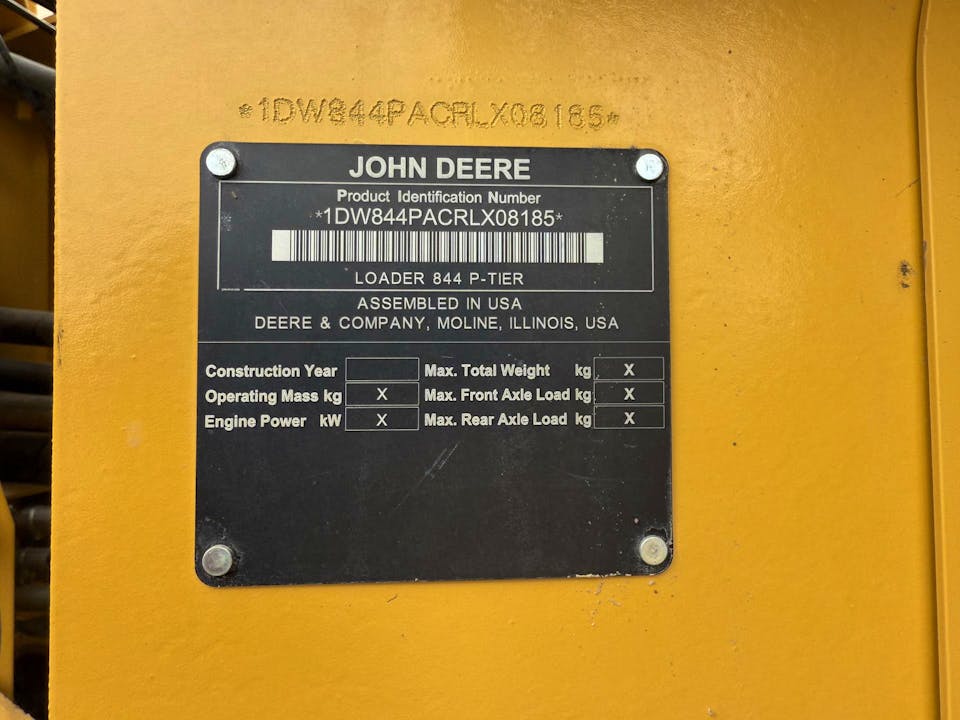 *1DW844PACRLX08185*
JOHN DEERE
Product Identification Number
*1DW844PACRLX08185*
LOADER 844 P-TIER
ASSEMBLED IN USA
DEERE & COMPANY, MOLINE, ILLINOIS, USA
Construction Year Max. Total Weight kg X
Operating Mass kg X Max. Front Axle Load kg X
Engine Power kW X Max. Rear Axle Load kg X